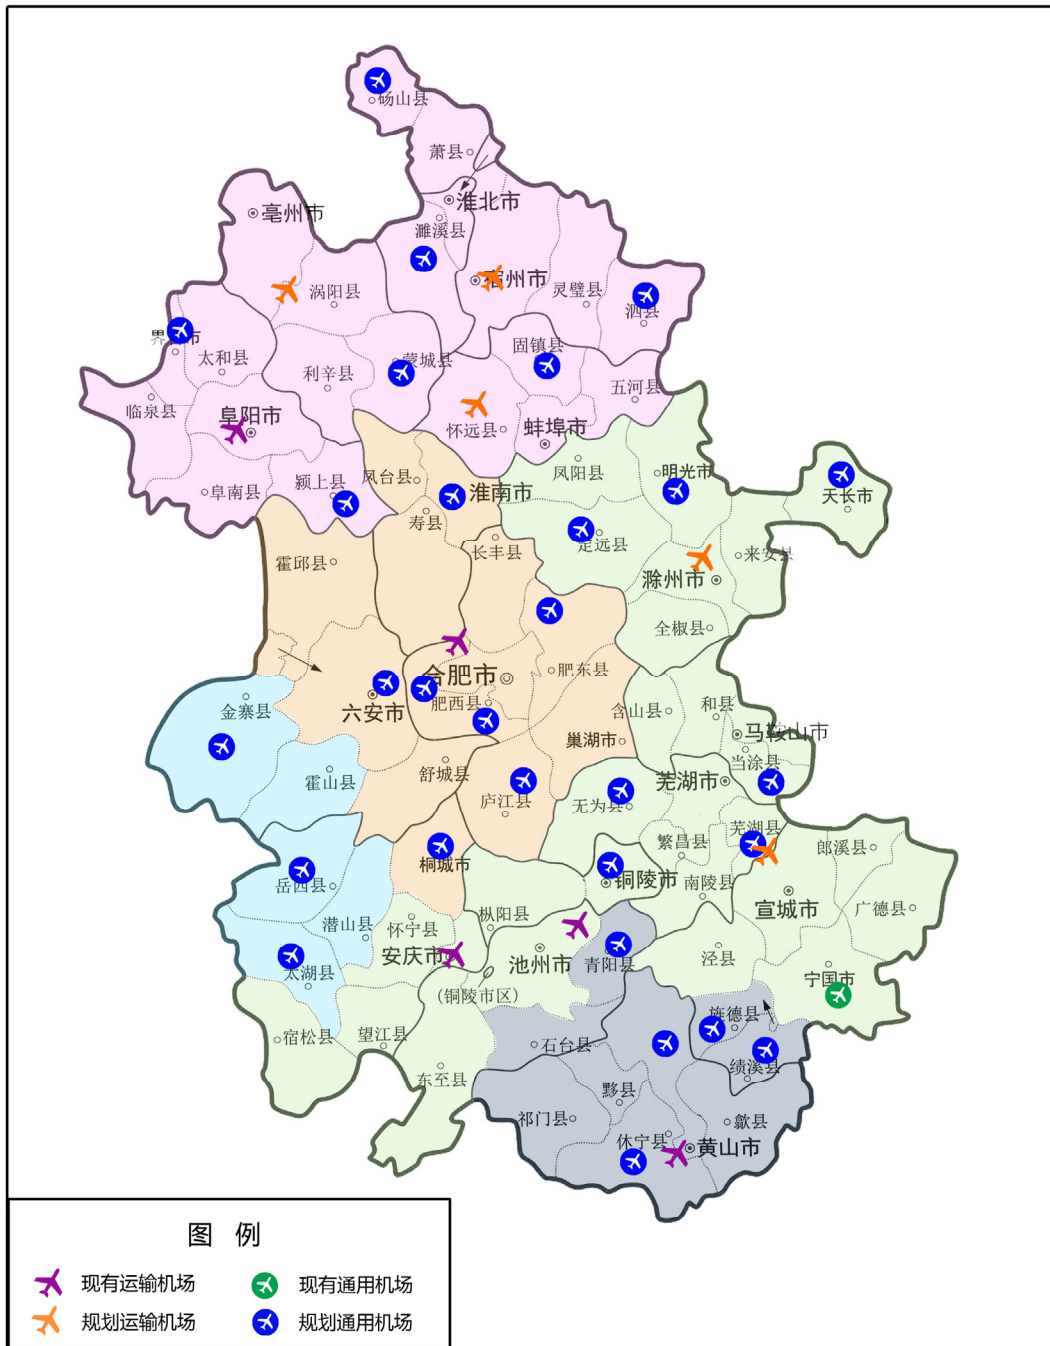 砀山县
萧县
淮北市
亳州市
濉溪县
宿州市
涡阳县
灵璧县
泗县
界首市
太和县
固镇县
蒙城县
利辛县
五河县
临泉县
阜阳市
怀远县
蚌埠市
凤阳县
明光市
天长市
阜南县
颍上县
凤台县
淮南市
寿县
定远县
长丰县
来安县
霍邱县
滁州市
全椒县
合肥市
肥东县
金寨县
六安市
肥西县
含山县
和县
马鞍山市
巢湖市
当涂县
霍山县
舒城县
芜湖市
庐江县
无为县
芜湖县
繁昌县
郎溪县
桐城市
岳西县
铜陵市
南陵县
宣城市
广德县
潜山县
怀宁县
枞阳县
安庆市
池州市
青阳县
泾县
太湖县
宁国市
(铜陵市区)
旌德县
宿松县
望江县
石台县
绩溪县
东至县
黟县
祁门县
歙县
休宁县
黄山市
图 例
现有运输机场
现有通用机场
规划运输机场
规划通用机场